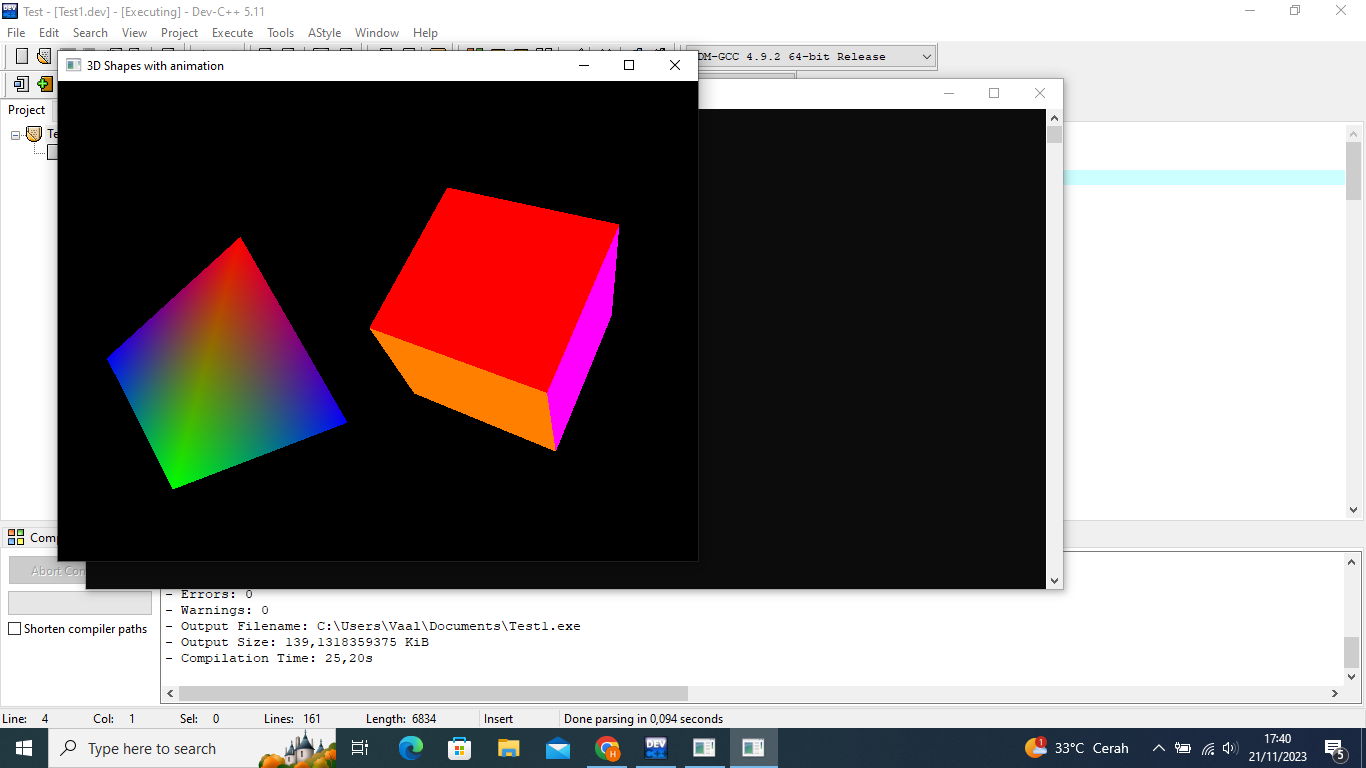 Test - [Test1.dev] - [Executing] - Dev-C++ 5.11
File Edit Search View Project Execute Tools AStyle Window Help
DM-GCC 4.9.2 64-bit Release
3D Shapes with animation
Project
- Errors: 0
- Warnings: 0
- Output Filename: C:\Users\Vaal\Documents\Test1.exe
- Output Size: 139,1318359375 KiB
- Compilation Time: 25,20s
Shorten compiler paths
Line: 4 Col: 1 Sel: 0 Lines: 161 Length: 6834 Insert Done parsing in 0,094 seconds
Type here to search
DEV
1
33°C Cerah
17:40
21/11/2023
5